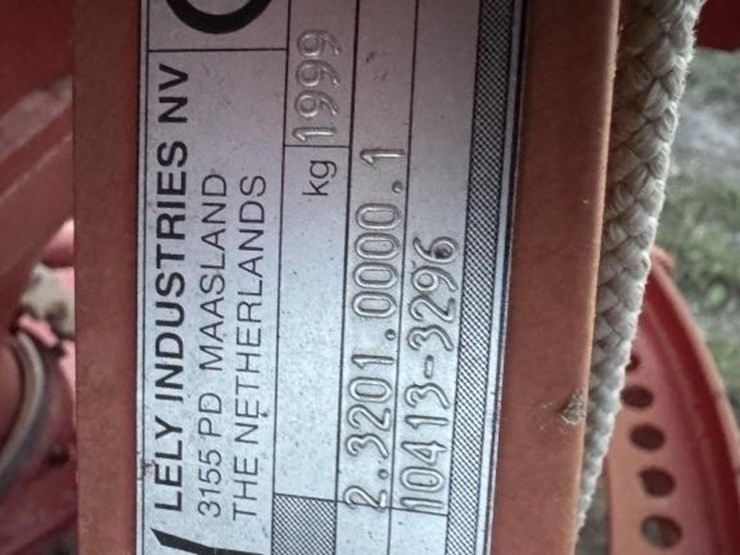 LELY INDUSTRIES NV
3155 PD MAASLAND
THE NETHERLANDS
kg 1999
2.3201.0000.1
10413-3296